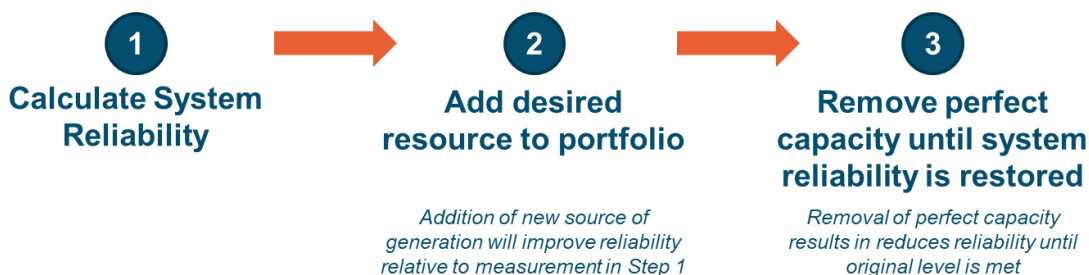 1
Calculate System
Reliability
2
Add desired
resource to portfolio
Addition of new source of
generation will improve reliability
relative to measurement in Step 1
3
Remove perfect
capacity until system
reliability is restored
Removal of perfect capacity
results in reduces reliability until
original level is met